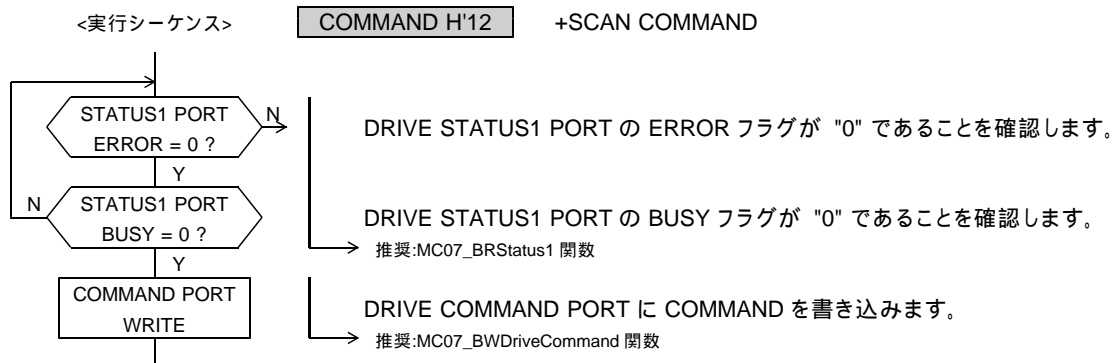 <実行シーケンス> COMMAND H'12 +SCAN COMMAND
STATUS1 PORT N
ERROR = 0 ?
DRIVE STATUS1 PORT の ERROR フラグが "0" であることを確認します。
Y
N STATUS1 PORT
BUSY = 0 ?
DRIVE STATUS1 PORT の BUSY フラグが "0" であることを確認します。
推奨:MC07_BRStatus1 関数
Y
COMMAND PORT
WRITE
DRIVE COMMAND PORT に COMMAND を書き込みます。
推奨:MC07_BWDriveCommand 関数